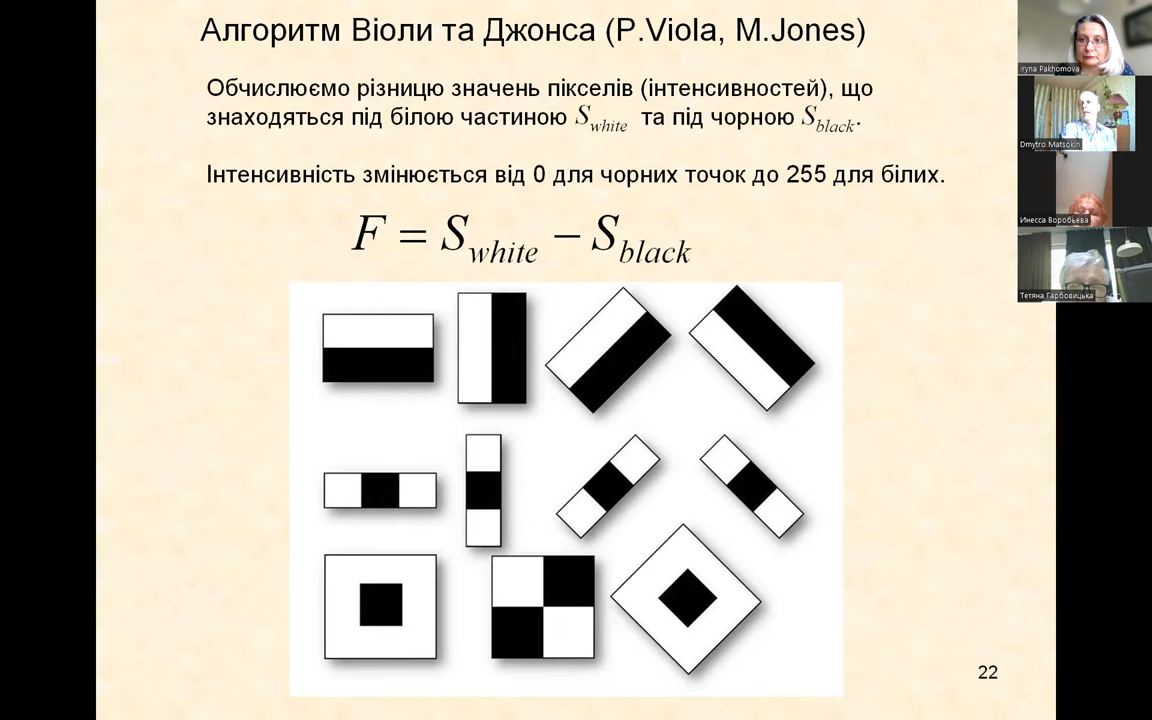 Алгоритм Віоли та Джонса (P.Viola, M.Jones)
Обчислюємо різницю значень пікселів (інтенсивностей), що
знаходяться під білою частиною S_white та під чорною S_black.
Інтенсивність змінюється від 0 для чорних точок до 255 для білих.
F = S_white − S_black
22
Iryna Pakhomova
Dmytro Matsokin
Инесса Воробьева
Тетяна Гарбовицька